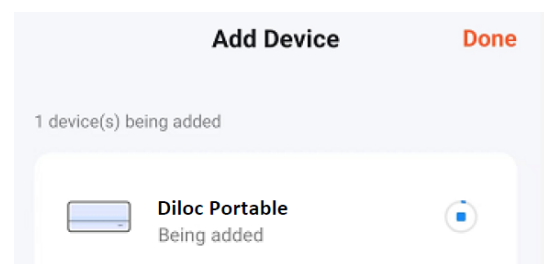 Add Device Done
1 device(s) being added
Diloc Portable
Being added